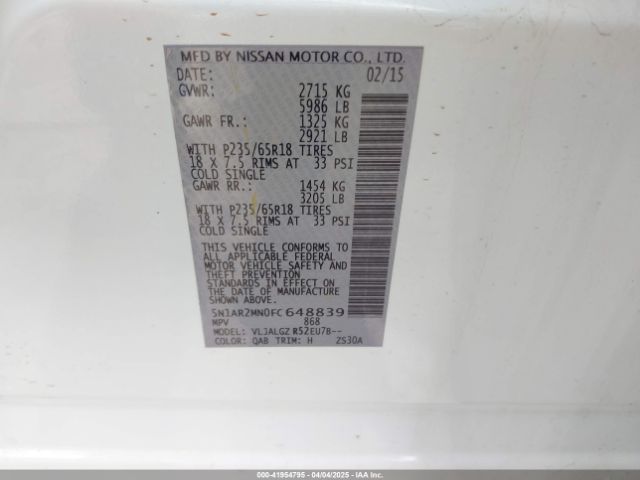 MFD BY NISSAN MOTOR CO., LTD.
DATE: 02/15
GVWR: 2715 KG
5986 LB
GAWR FR.: 1325 KG
2921 LB
WITH P235/65R18 TIRES
18 X 7.5 RIMS AT 33 PSI
COLD SINGLE
GAWR RR.: 1454 KG
3205 LB
WITH P235/65R18 TIRES
18 X 7.5 RIMS AT 33 PSI
COLD SINGLE
THIS VEHICLE CONFORMS TO
ALL APPLICABLE FEDERAL
MOTOR VEHICLE SAFETY AND
THEFT PREVENTION
STANDARDS IN EFFECT ON
THE DATE OF MANUFACTURE
SHOWN ABOVE.
5N1AR2MN0FC648839
MPV 868
MODEL: VLJALGZ R52EU7B--
COLOR: QAB TRIM: H ZS30A
000-41954795 - 04/04/2025 - IAA Inc.